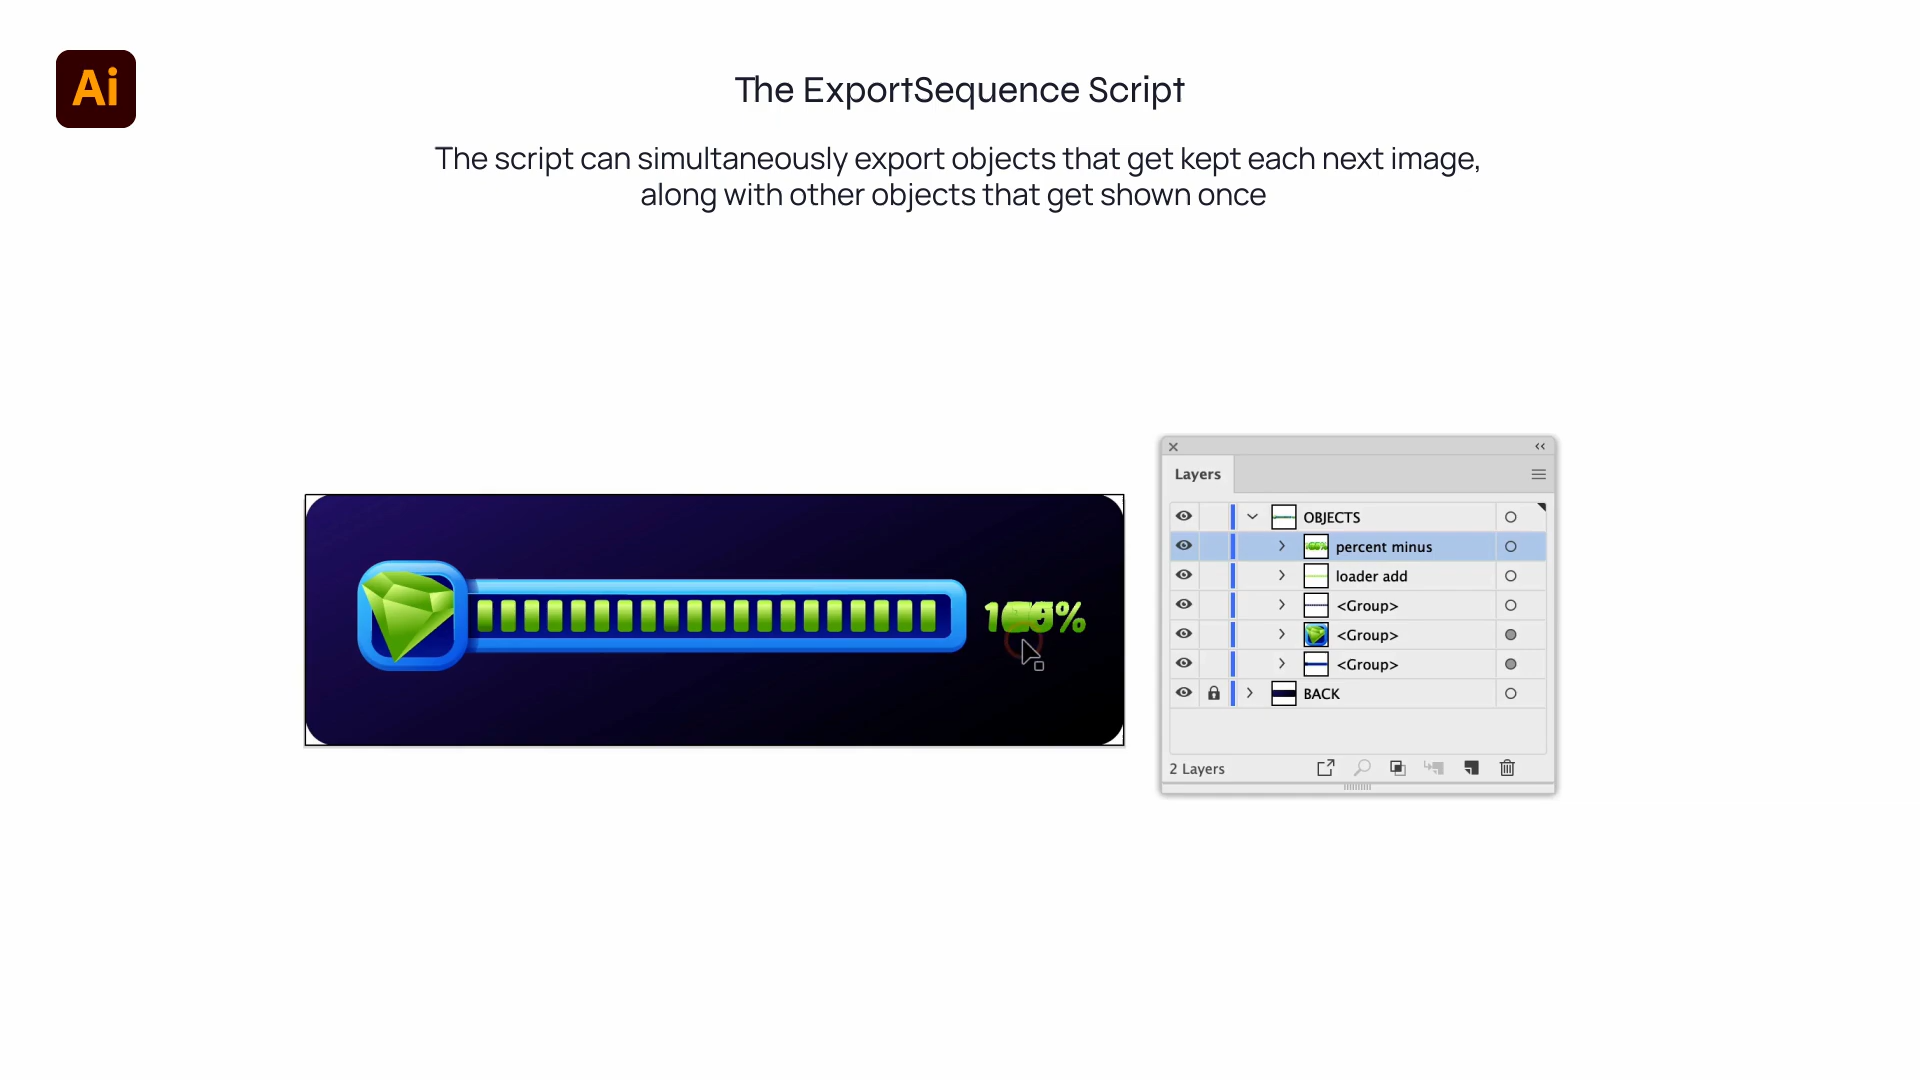 Ai
The ExportSequence Script
The script can simultaneously export objects that get kept each next image,
along with other objects that get shown once
Layers
OBJECTS
percent minus
loader add
<Group>
<Group>
<Group>
BACK
2 Layers